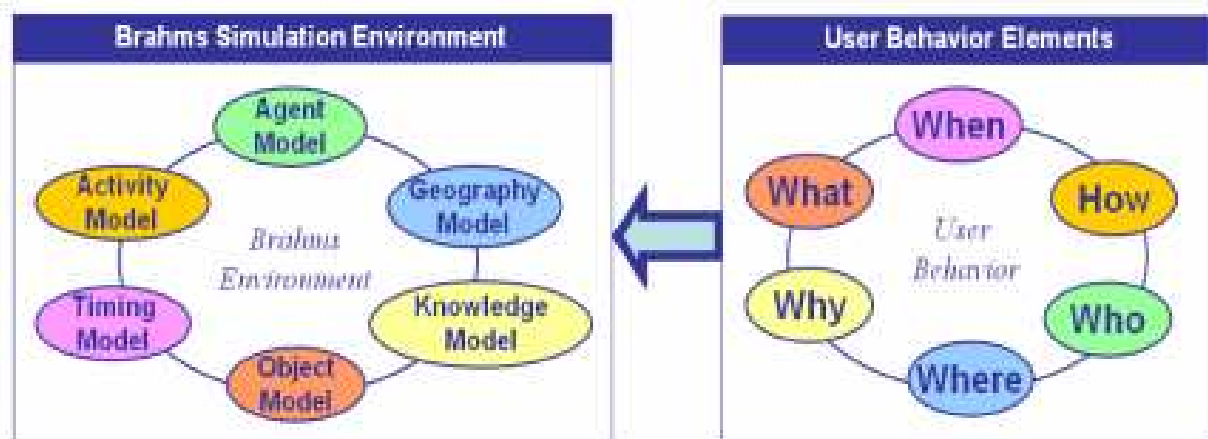 Brahms Simulation Environment
Agent
Model
Activity
Model
Geography
Model
Brahms
Environment
Timing
Model
Knowledge
Model
Object
Model
User Behavior Elements
When
What
How
User
Behavior
Why
Who
Where